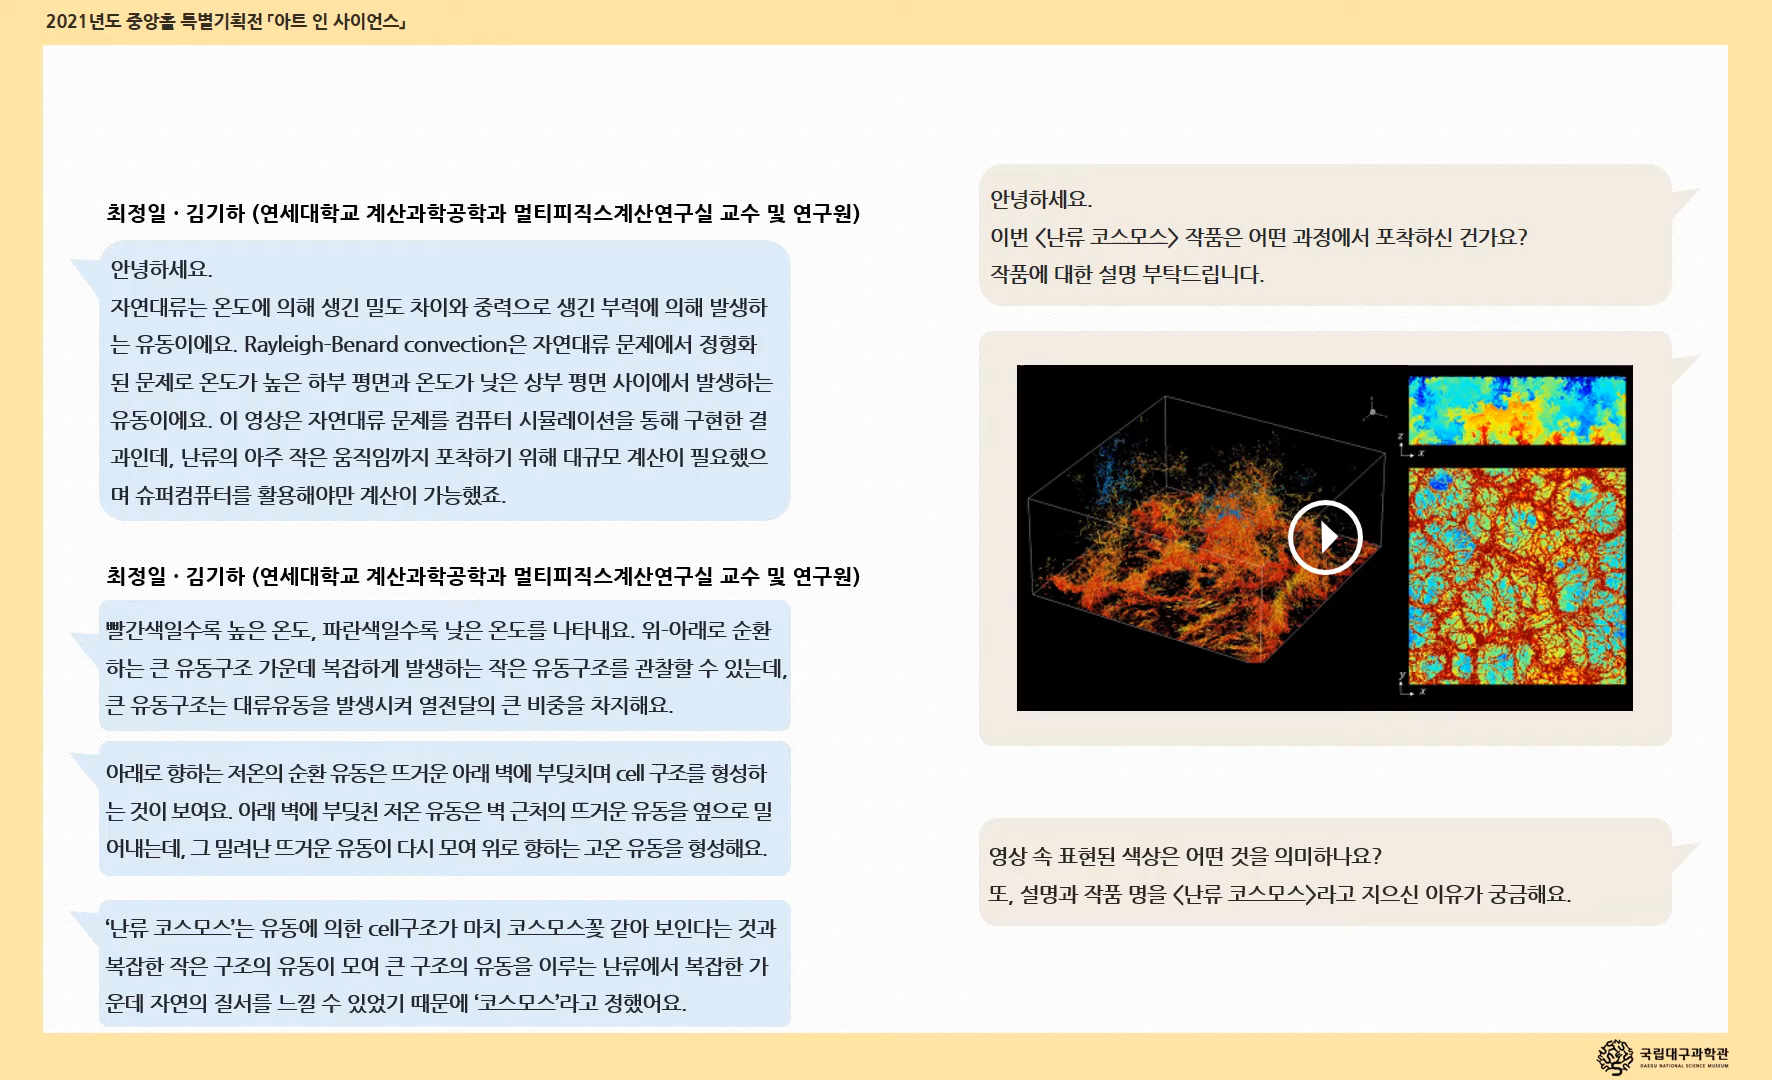 2021년도 중앙홀 특별기획전 「아트 인 사이언스」
안녕하세요.
이번 <난류 코스모스> 작품은 어떤 과정에서 포착하신 건가요?
작품에 대한 설명 부탁드립니다.
최정일 · 김기하 (연세대학교 계산과학공학과 멀티피직스계산연구실 교수 및 연구원)
안녕하세요.
자연대류는 온도에 의해 생긴 밀도 차이와 중력으로 생긴 부력에 의해 발생하
는 유동이에요. Rayleigh-Benard convection은 자연대류 문제에서 정형화
된 문제로 온도가 높은 하부 평면과 온도가 낮은 상부 평면 사이에서 발생하는
유동이에요. 이 영상은 자연대류 문제를 컴퓨터 시뮬레이션을 통해 구현한 결
과인데, 난류의 아주 작은 움직임까지 포착하기 위해 대규모 계산이 필요했으
며 슈퍼컴퓨터를 활용해야만 계산이 가능했죠.
z
x
y
x
영상 속 표현된 색상은 어떤 것을 의미하나요?
또, 설명과 작품 명을 <난류 코스모스>라고 지으신 이유가 궁금해요.
최정일 · 김기하 (연세대학교 계산과학공학과 멀티피직스계산연구실 교수 및 연구원)
빨간색일수록 높은 온도, 파란색일수록 낮은 온도를 나타내요. 위-아래로 순환
하는 큰 유동구조 가운데 복잡하게 발생하는 작은 유동구조를 관찰할 수 있는데,
큰 유동구조는 대류유동을 발생시켜 열전달의 큰 비중을 차지해요.
아래로 향하는 저온의 순환 유동은 뜨거운 아래 벽에 부딪치며 cell 구조를 형성하
는 것이 보여요. 아래 벽에 부딪친 저온 유동은 벽 근처의 뜨거운 유동을 옆으로 밀
어내는데, 그 밀려난 뜨거운 유동이 다시 모여 위로 향하는 고온 유동을 형성해요.
‘난류 코스모스’는 유동에 의한 cell구조가 마치 코스모스꽃 같아 보인다는 것과
복잡한 작은 구조의 유동이 모여 큰 구조의 유동을 이루는 난류에서 복잡한 가
운데 자연의 질서를 느낄 수 있었기 때문에 ‘코스모스’라고 정했어요.
국립대구과학관
DAEGU NATIONAL SCIENCE MUSEUM